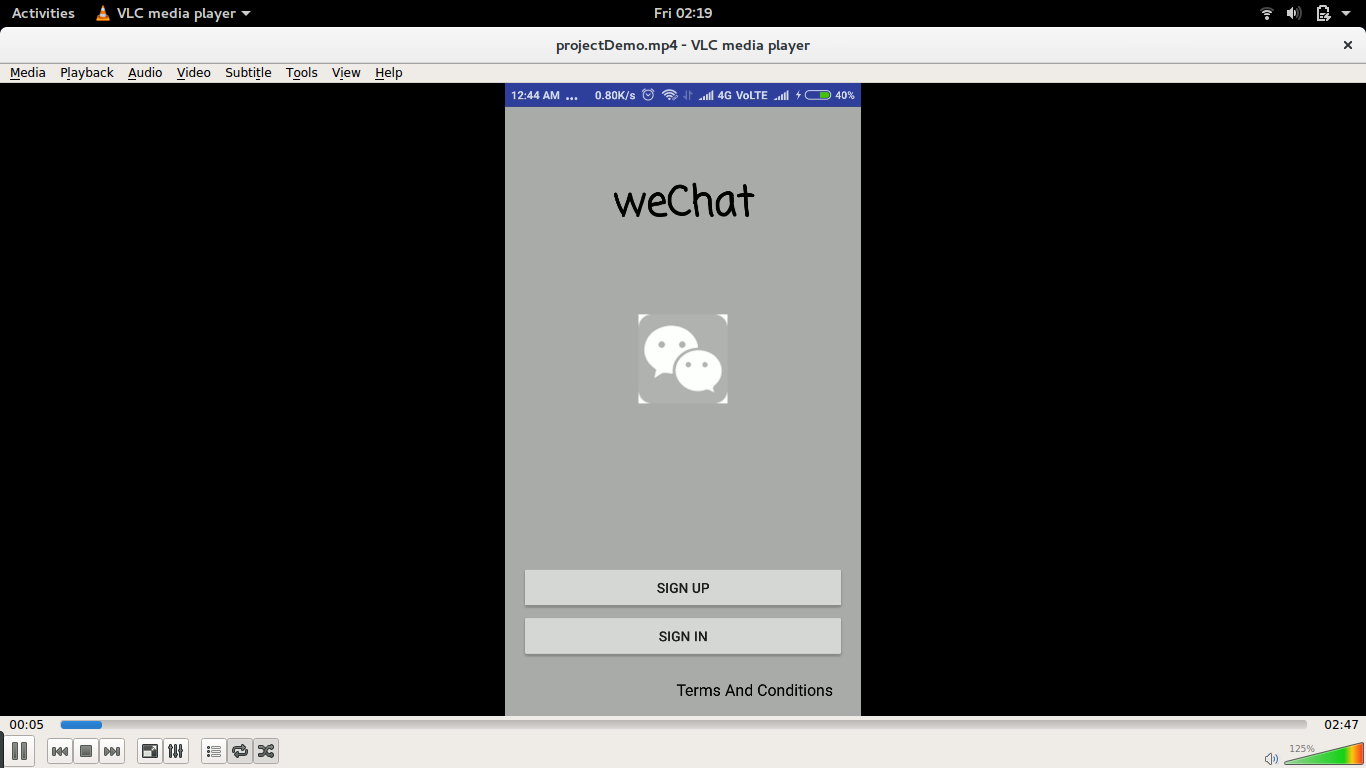 Activities VLC media player Fri 02:19
projectDemo.mp4 - VLC media player ×
Media Playback Audio Video Subtitle Tools View Help
12:44 AM ... 0.80K/s 4G VoLTE 40%
weChat
SIGN UP
SIGN IN
Terms And Conditions
00:05 02:47
125%